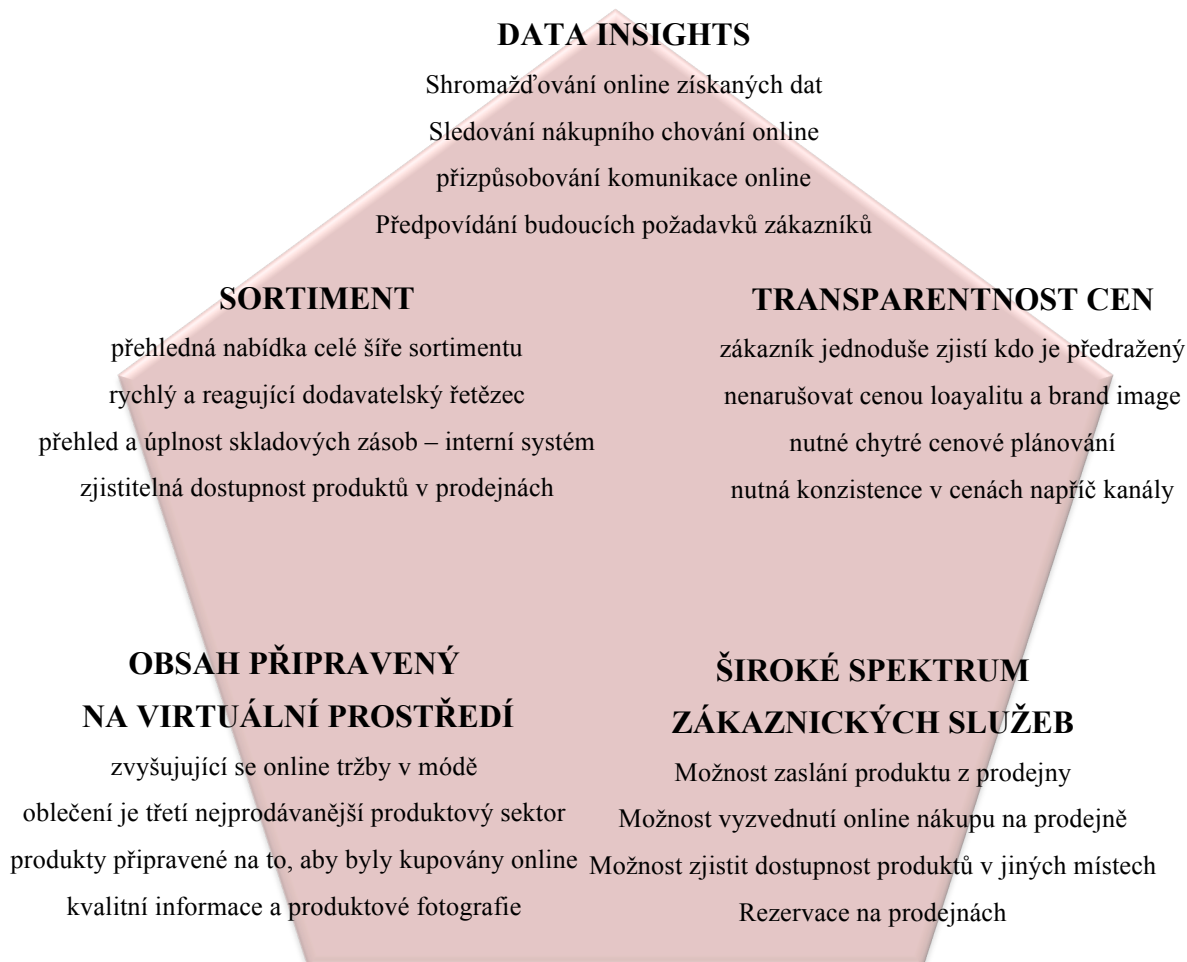 DATA INSIGHTS
Shromažďování online získaných dat
Sledování nákupního chování online
přizpůsobování komunikace online
Předpovídání budoucích požadavků zákazníků
SORTIMENT
přehledná nabídka celé šíře sortimentu
rychlý a reagující dodavatelský řetězec
přehled a úplnost skladových zásob – interní systém
zjistitelná dostupnost produktů v prodejnách
TRANSPARENTNOST CEN
zákazník jednoduše zjistí kdo je předražený
nenarušovat cenou loayalitu a brand image
nutné chytré cenové plánování
nutná konzistence v cenách napříč kanály
OBSAH PŘIPRAVENÝ
NA VIRTUÁLNÍ PROSTŘEDÍ
zvyšujující se online tržby v módě
oblečení je třetí nejprodávanější produktový sektor
produkty připravené na to, aby byly kupovány online
kvalitní informace a produktové fotografie
ŠIROKÉ SPEKTRUM
ZÁKAZNICKÝCH SLUŽEB
Možnost zaslání produktu z prodejny
Možnost vyzvednutí online nákupu na prodejně
Možnost zjistit dostupnost produktů v jiných místech
Rezervace na prodejnách